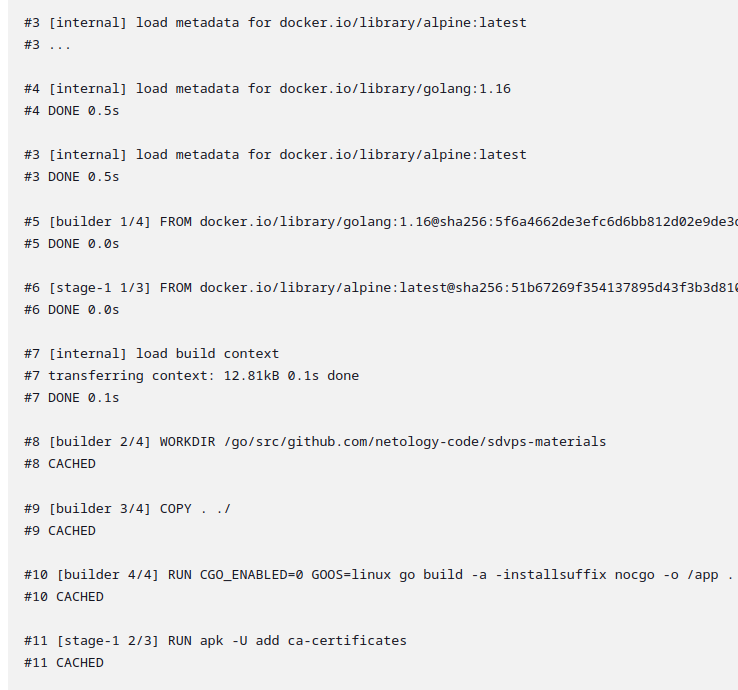 #3 [internal] load metadata for docker.io/library/alpine:latest
#3 ...
#4 [internal] load metadata for docker.io/library/golang:1.16
#4 DONE 0.5s
#3 [internal] load metadata for docker.io/library/alpine:latest
#3 DONE 0.5s
#5 [builder 1/4] FROM docker.io/library/golang:1.16@sha256:5f6a4662de3efc6d6bb812d02e9de3
#5 DONE 0.0s
#6 [stage-1 1/3] FROM docker.io/library/alpine:latest@sha256:51b67269f354137895d43f3b3d81
#6 DONE 0.0s
#7 [internal] load build context
#7 transferring context: 12.81kB 0.1s done
#7 DONE 0.1s
#8 [builder 2/4] WORKDIR /go/src/github.com/netology-code/sdvps-materials
#8 CACHED
#9 [builder 3/4] COPY . ./
#9 CACHED
#10 [builder 4/4] RUN CGO_ENABLED=0 GOOS=linux go build -a -installsuffix nocgo -o /app .
#10 CACHED
#11 [stage-1 2/3] RUN apk -U add ca-certificates
#11 CACHED